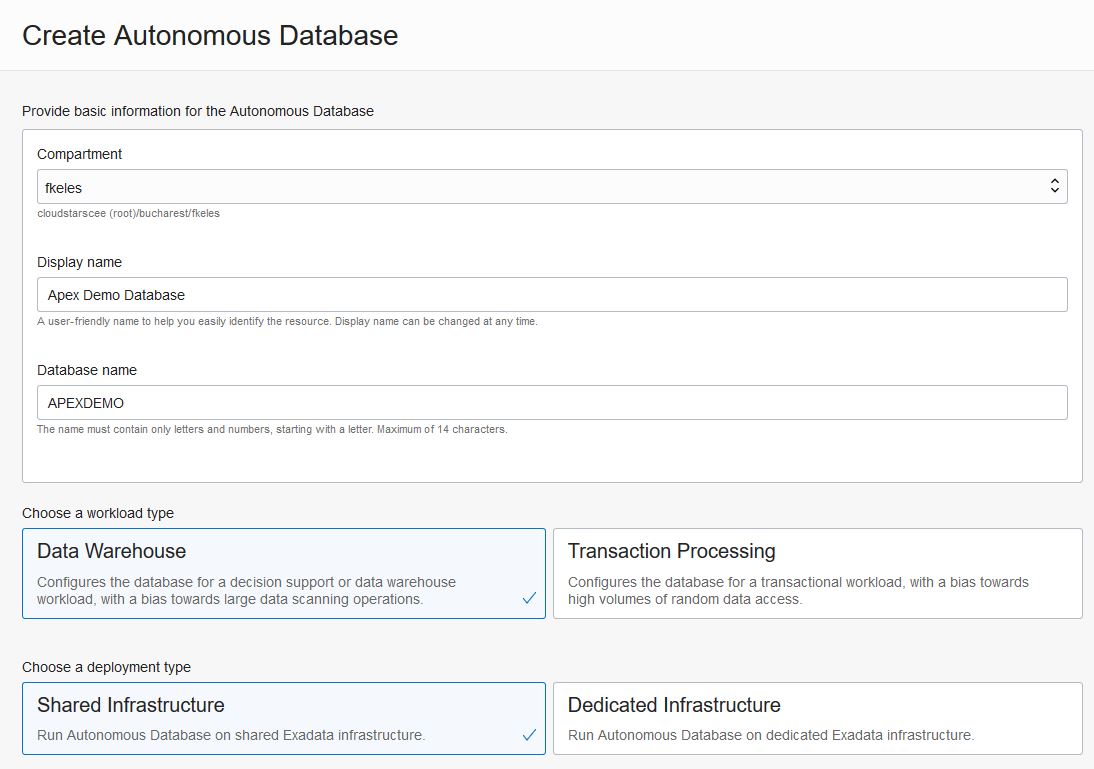 Create Autonomous Database
Provide basic information for the Autonomous Database
Compartment
fkeles
cloudstarscee (root)/bucharest/fkeles
Display name
Apex Demo Database
A user-friendly name to help you easily identify the resource. Display name can be changed at any time.
Database name
APEXDEMO
The name must contain only letters and numbers, starting with a letter. Maximum of 14 characters.
Choose a workload type
Data Warehouse
Configures the database for a decision support or data warehouse
workload, with a bias towards large data scanning operations.
Transaction Processing
Configures the database for a transactional workload, with a bias towards
high volumes of random data access.
Choose a deployment type
Shared Infrastructure
Run Autonomous Database on shared Exadata infrastructure.
Dedicated Infrastructure
Run Autonomous Database on dedicated Exadata infrastructure.